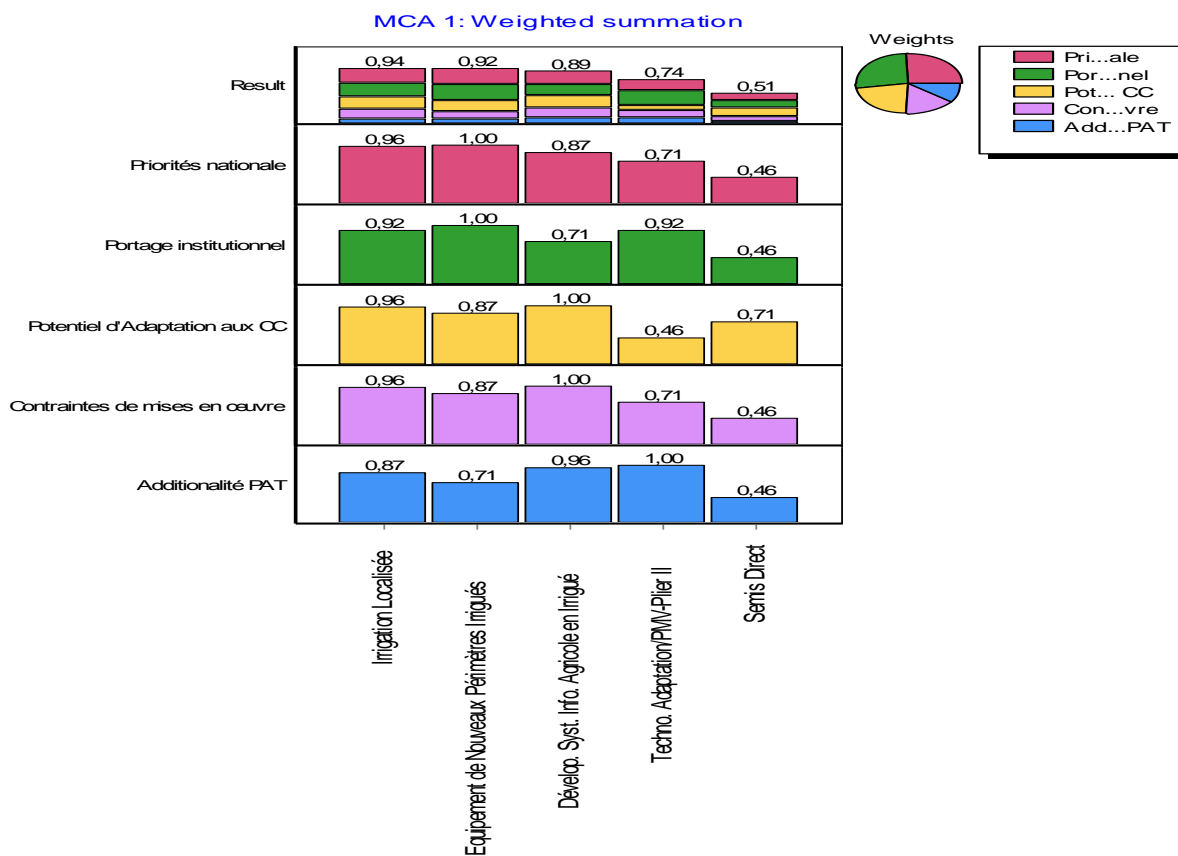 MCA 1: Weighted summation
Weights
Pri...ale
Por...nel
Pot... CC
Con...vre
Add...PAT
Result
0,94 0,92 0,89 0,74 0,51
Priorités nationale
0,96 1,00 0,87 0,71 0,46
Portage institutionnel
0,92 1,00 0,71 0,92 0,46
Potentiel d'Adaptation aux CC
0,96 0,87 1,00 0,46 0,71
Contraintes de mises en œuvre
0,96 0,87 1,00 0,71 0,46
Additionalité PAT
0,87 0,71 0,96 1,00 0,46
Irrigation Localisée
Equipement de Nouveaux Périmètres Irrigués
Dévelop. Syst. Info. Agricole en Irrigué
Techno. Adaptation/PMV-Plier II
Semis Direct